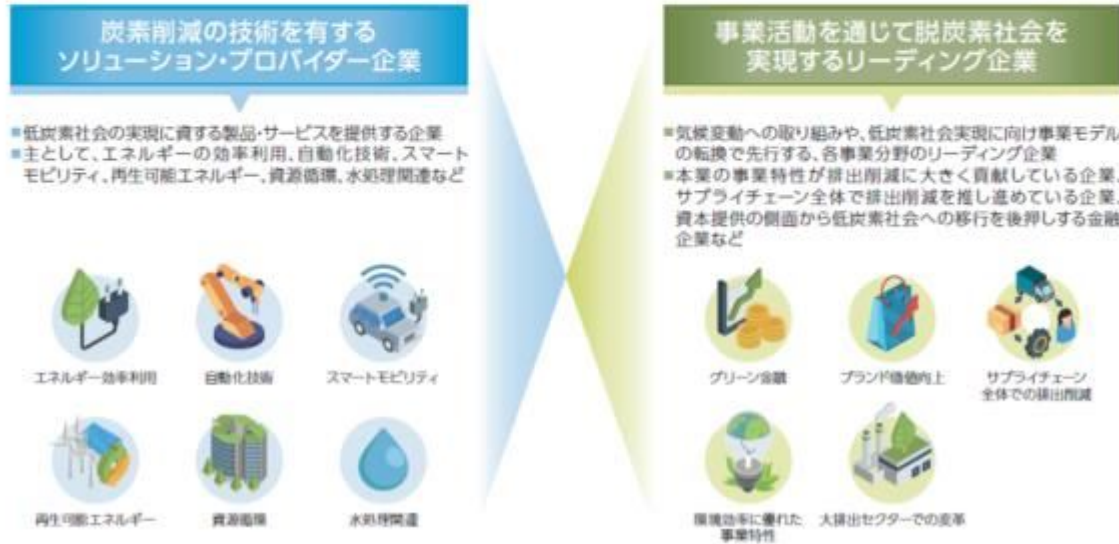 炭素削減の技術を有する
ソリューション・プロバイダー企業
■低炭素社会の実現に資する製品・サービスを提供する企業
■主として、エネルギーの効率利用、自動化技術、スマート
モビリティ、再生可能エネルギー、資源循環、水処理関連など
エネルギー効率利用
自動化技術
スマートモビリティ
再生可能エネルギー
資源循環
水処理関連
事業活動を通じて脱炭素社会を
実現するリーディング企業
■気候変動への取り組みや、低炭素社会実現に向け事業モデル
の転換で先行する、各事業分野のリーディング企業
■本業の事業特性が排出削減に大きく貢献している企業、
サプライチェーン全体で排出削減を推し進めている企業、
資本提供の側面から低炭素社会への移行を後押しする金融
企業など
グリーン金融
ブランド価値向上
サプライチェーン
全体での排出削減
環境効率に優れた
事業特性
大排出セクターでの変革